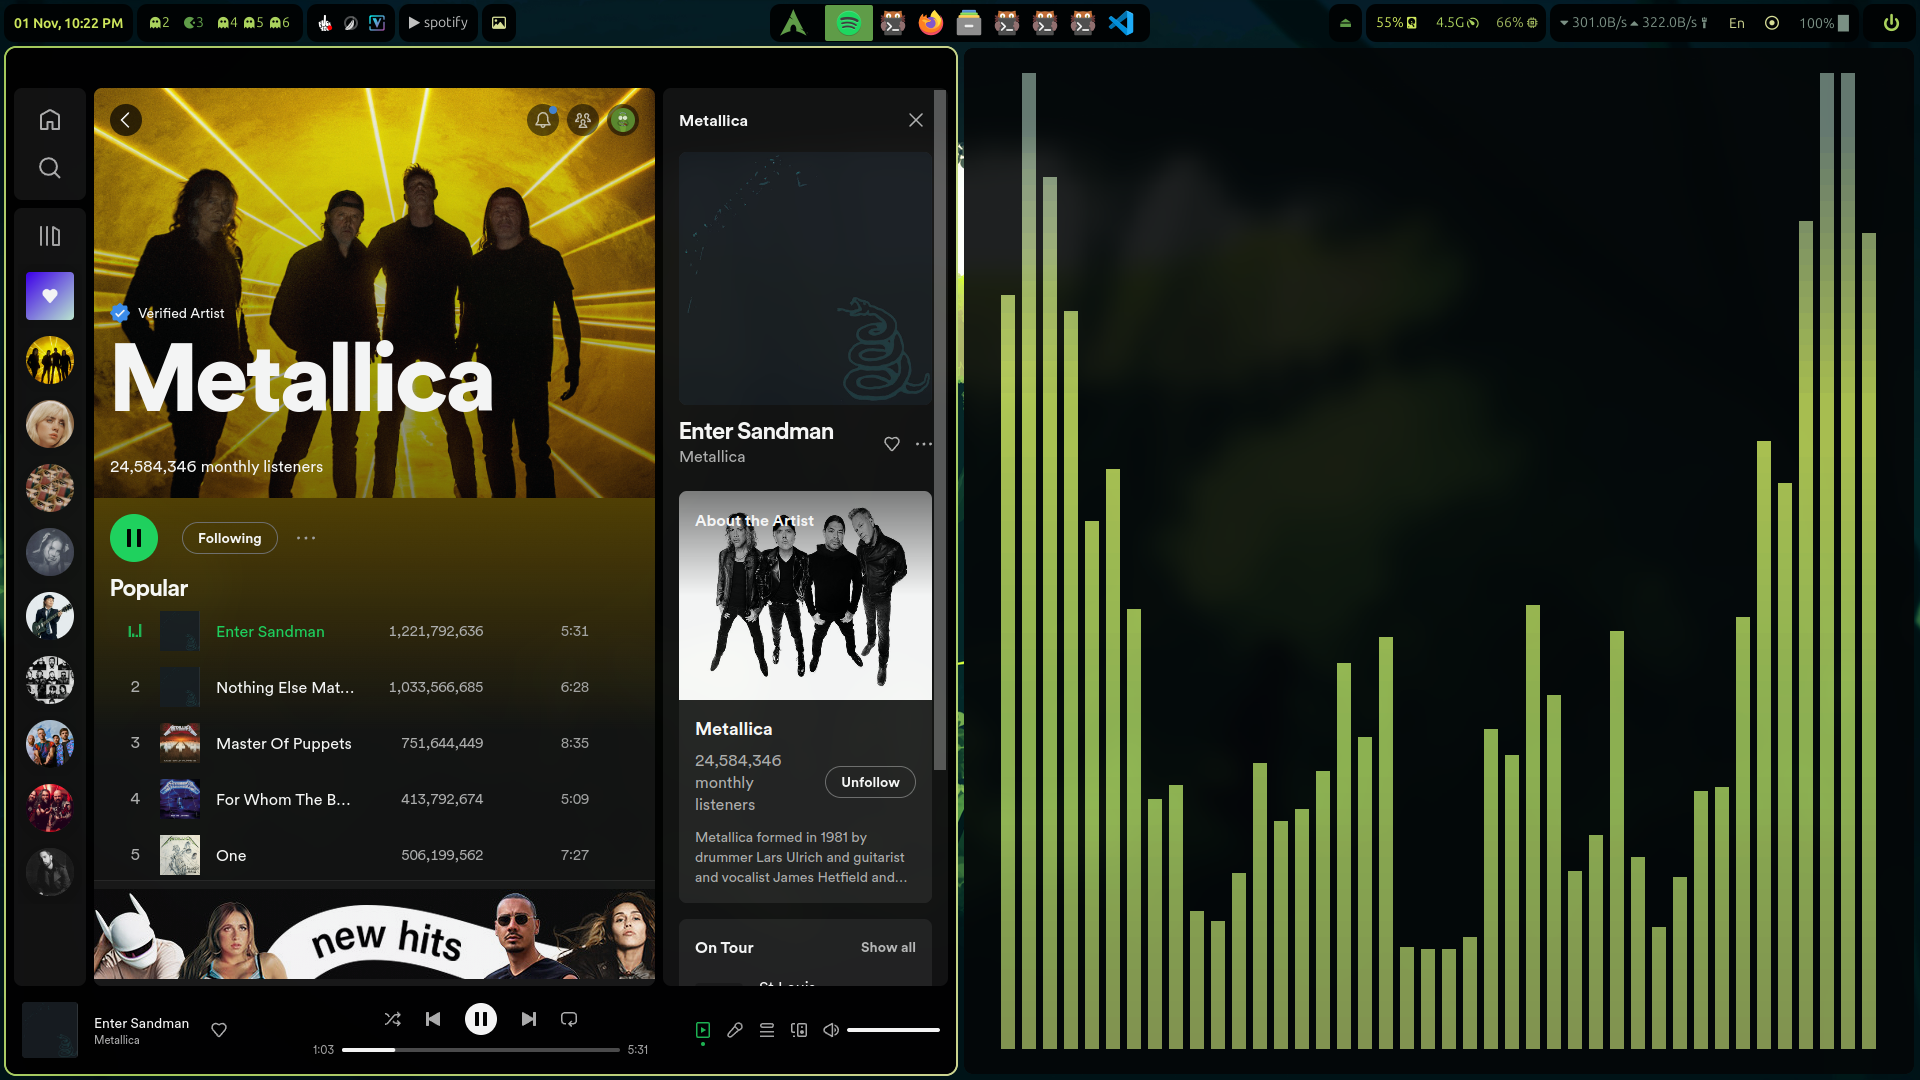 01 Nov, 10:22 PM
2
3
4
5
6
spotify
55%
4.5G
66%
301.0B/s
322.0B/s
En
100%
Verified Artist
Metallica
24,584,346 monthly listeners
Following
Popular
Enter Sandman 1,221,792,636 5:31
2 Nothing Else Mat... 1,033,566,685 6:28
3 Master Of Puppets 751,644,449 8:35
4 For Whom The B... 413,792,674 5:09
5 One 506,199,562 7:27
new hits
Metallica
Enter Sandman
Metallica
About the Artist
Metallica
24,584,346
monthly
listeners
Unfollow
Metallica formed in 1981 by
drummer Lars Ulrich and guitarist
and vocalist James Hetfield and...
On Tour
Show all
St Louis
Enter Sandman
Metallica
1:03
5:31